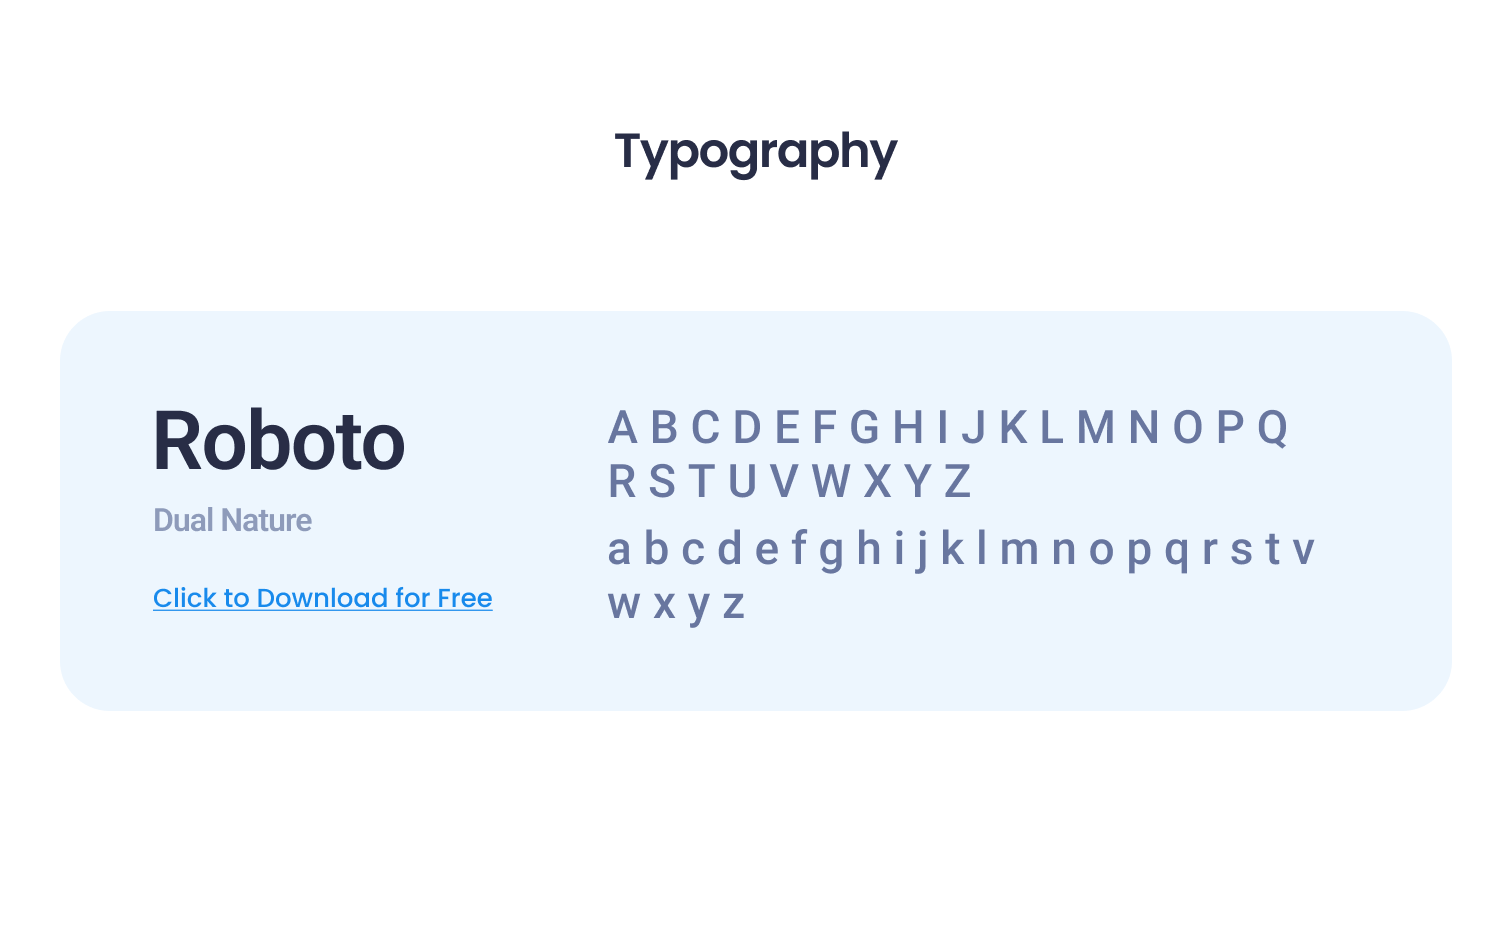 Typography
Roboto
Dual Nature
Click to Download for Free
A B C D E F G H I J K L M N O P Q
R S T U V W X Y Z
a b c d e f g h i j k l m n o p q r s t v
w x y z